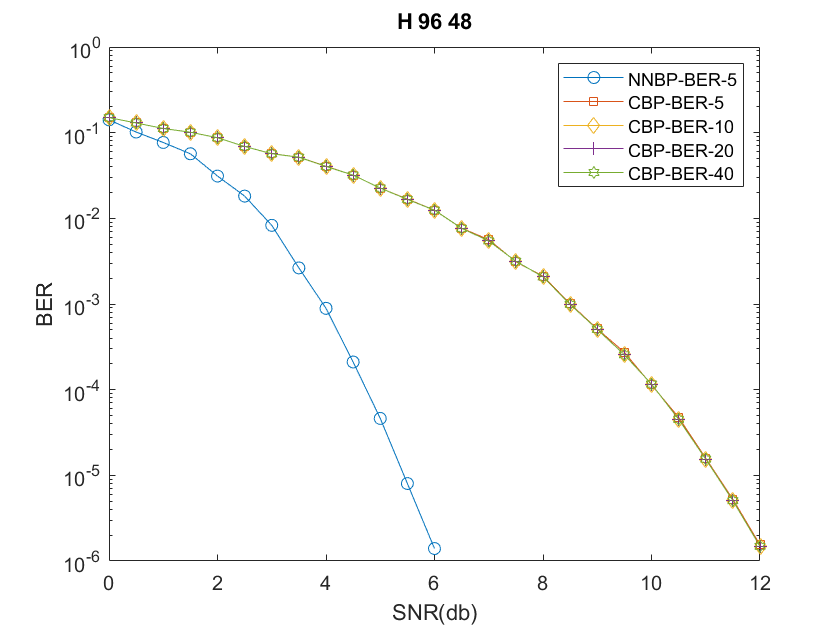 H 96 48
10^0
10^-1
10^-2
10^-3
10^-4
10^-5
10^-6
BER
NNBP-BER-5
CBP-BER-5
CBP-BER-10
CBP-BER-20
CBP-BER-40
0 2 4 6 8 10 12
SNR(db)